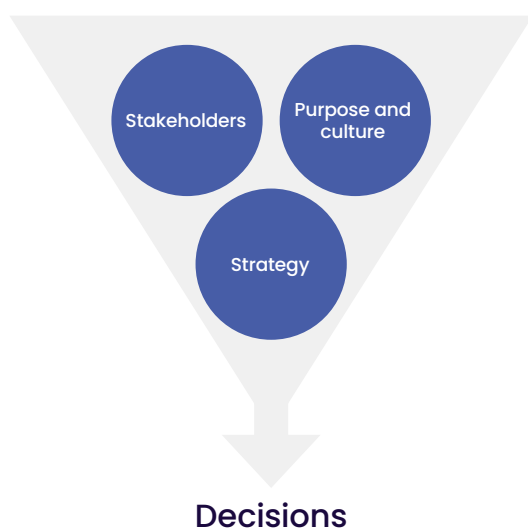 Stakeholders
Purpose and
culture
Strategy
Decisions